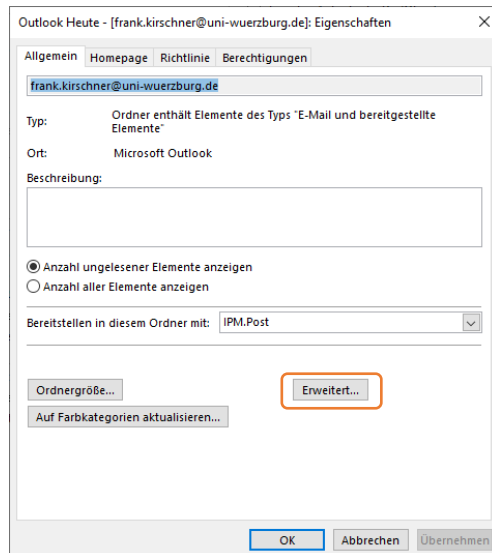 Outlook Heute - [frank.kirschner@uni-wuerzburg.de]: Eigenschaften
Allgemein Homepage Richtlinie Berechtigungen
frank.kirschner@uni-wuerzburg.de
Typ: Ordner enthält Elemente des Typs "E-Mail und bereitgestellte
Elemente"
Ort: Microsoft Outlook
Beschreibung:
Anzahl ungelesener Elemente anzeigen
Anzahl aller Elemente anzeigen
Bereitstellen in diesem Ordner mit: IPM.Post
Ordnergröße... Erweitert...
Auf Farbkategorien aktualisieren...
OK Abbrechen Übernehmen